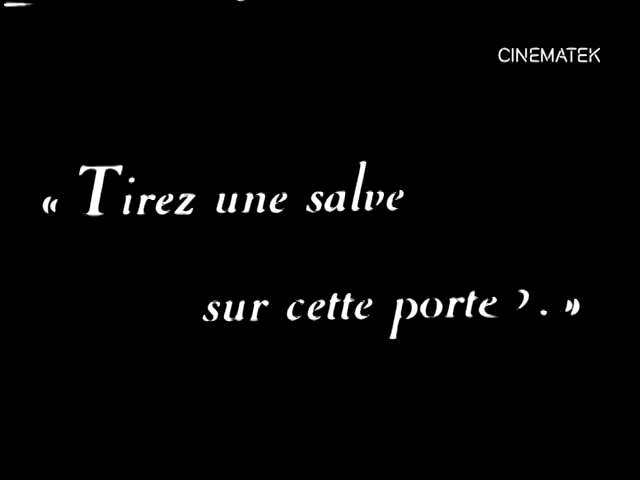 CINEMATEK
« Tirez une salve
sur cette porte ? . »